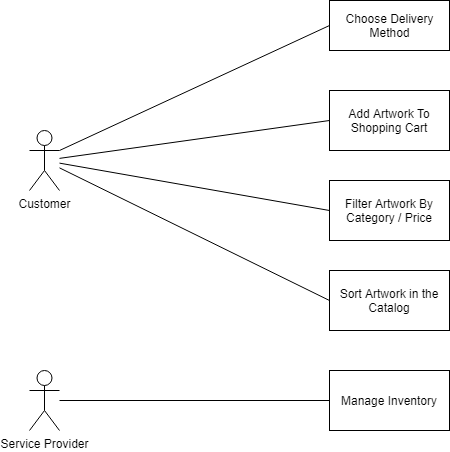 Choose Delivery
Method
Add Artwork To
Shopping Cart
Customer
Filter Artwork By
Category / Price
Sort Artwork in the
Catalog
Manage Inventory
Service Provider